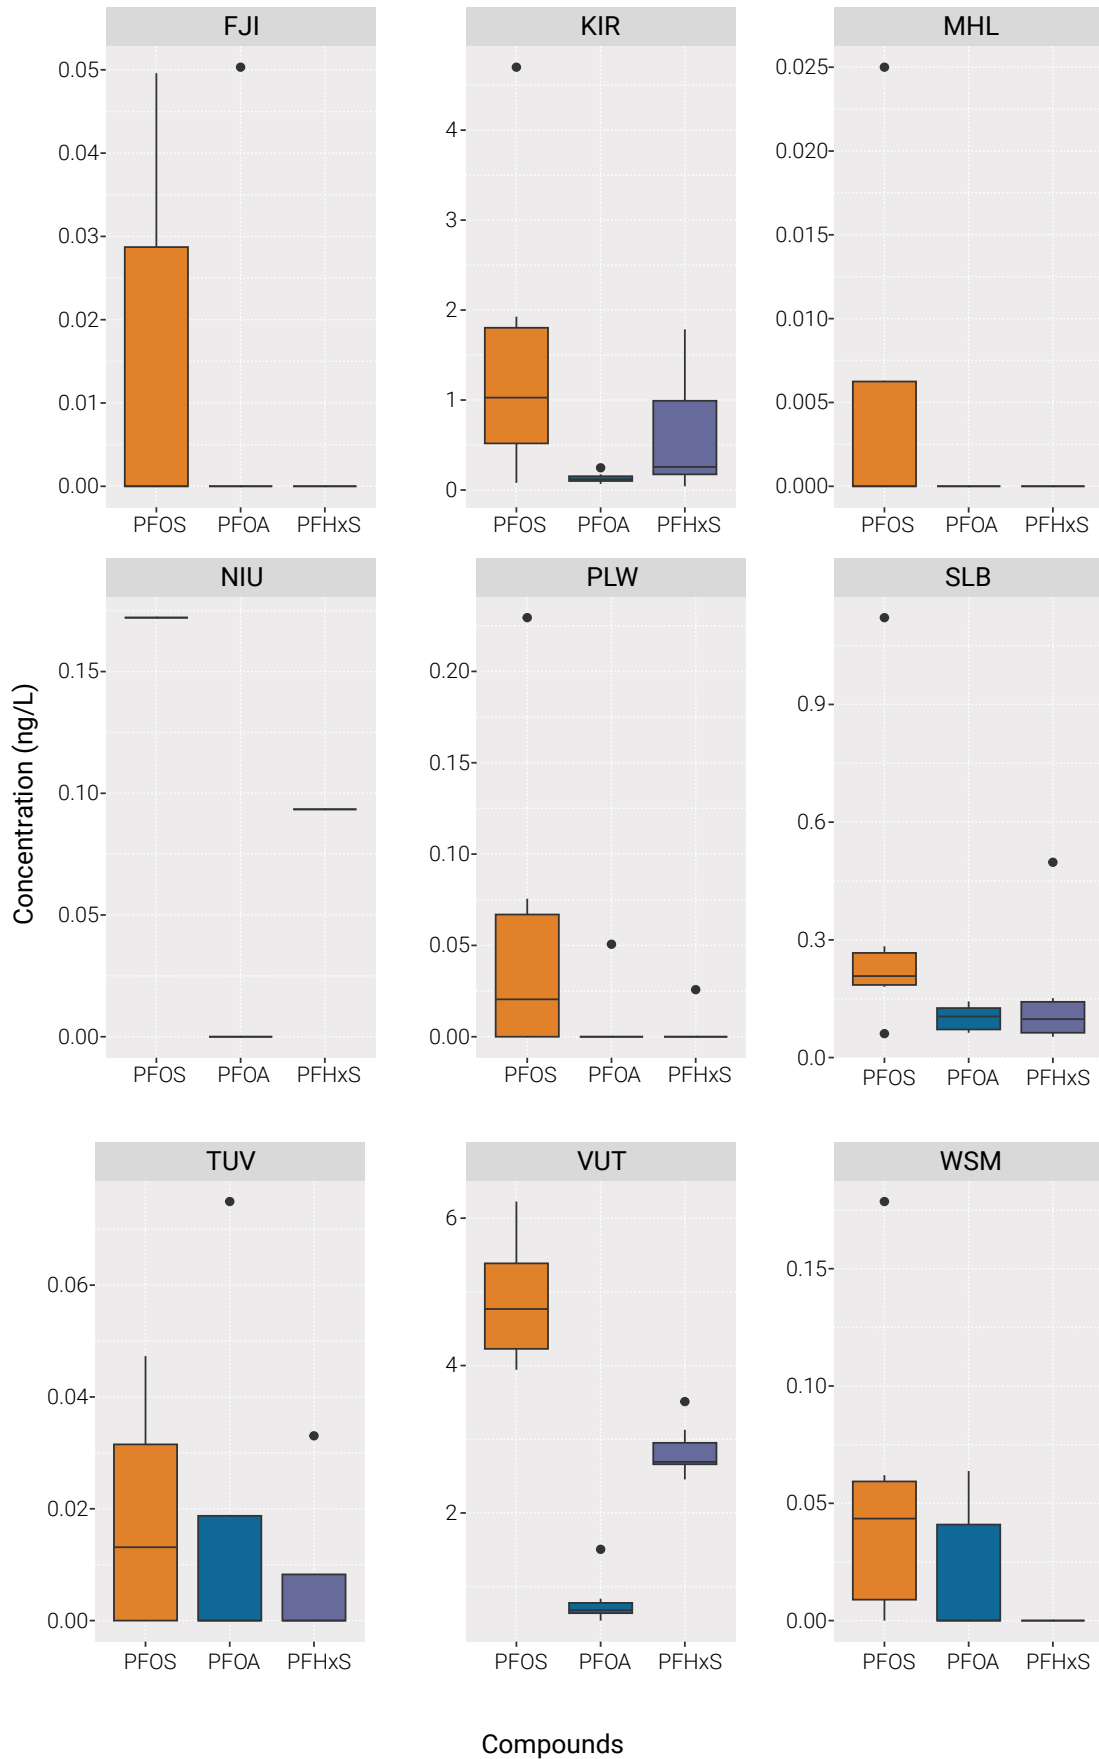 FJI KIR MHL
0.05 4 0.025
0.04 3 0.020
0.03 2 0.015
0.02 1 0.010
0.01 0 0.005
0.00 0.000
PFOS PFOA PFHxS PFOS PFOA PFHxS PFOS PFOA PFHxS
NIU PLW SLB
0.15 0.20 0.9
0.10 0.15 0.6
0.05 0.10 0.3
0.00 0.05 0.0
0.00
PFOS PFOA PFHxS PFOS PFOA PFHxS PFOS PFOA PFHxS
Concentration (ng/L)
TUV VUT WSM
0.06 6 0.15
0.04 4 0.10
0.02 2 0.05
0.00 0.00
PFOS PFOA PFHxS PFOS PFOA PFHxS PFOS PFOA PFHxS
Compounds